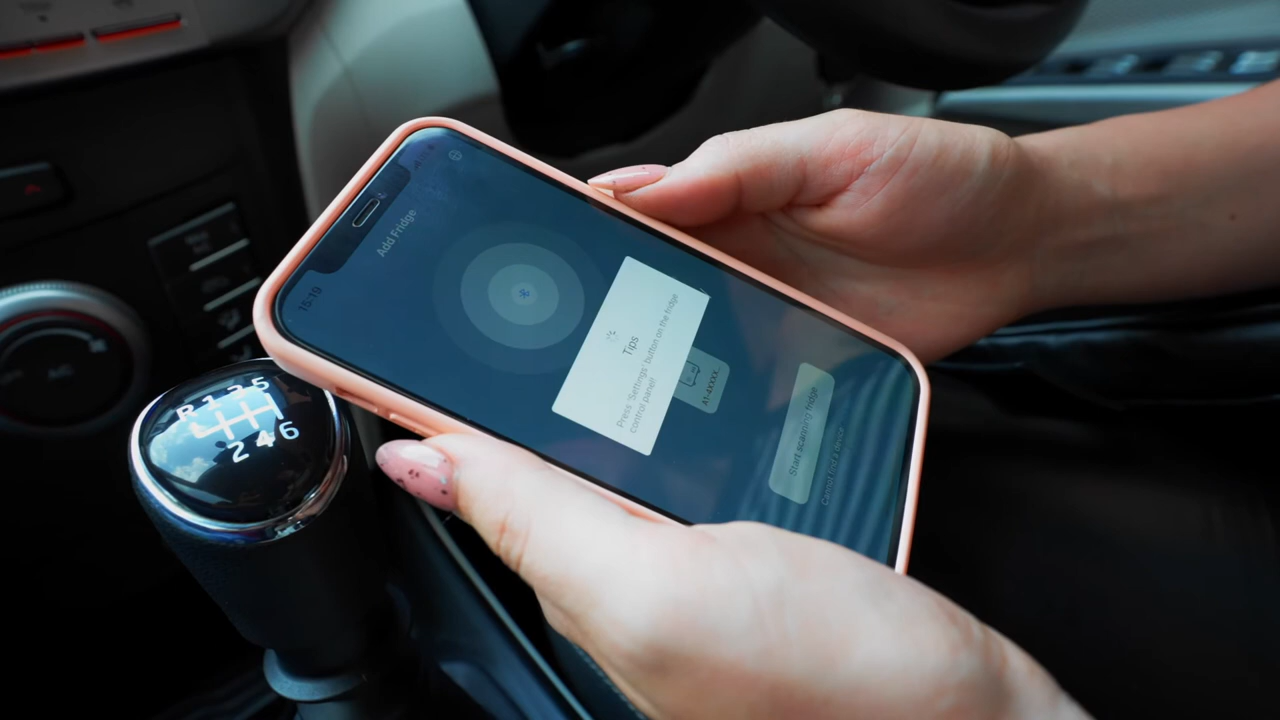 15:19
Add Fridge
Tips
Press 'Settings' button on the fridge
control panel!
A1-4XXXX.
Start scanning fridge
Cannot find a device
R 1 3 5
2 4 6